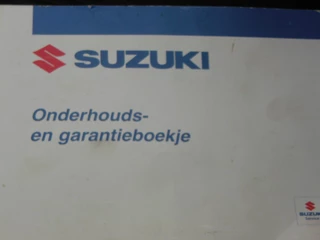 SUZUKI
Onderhouds-
en garantieboekje
SUZUKI